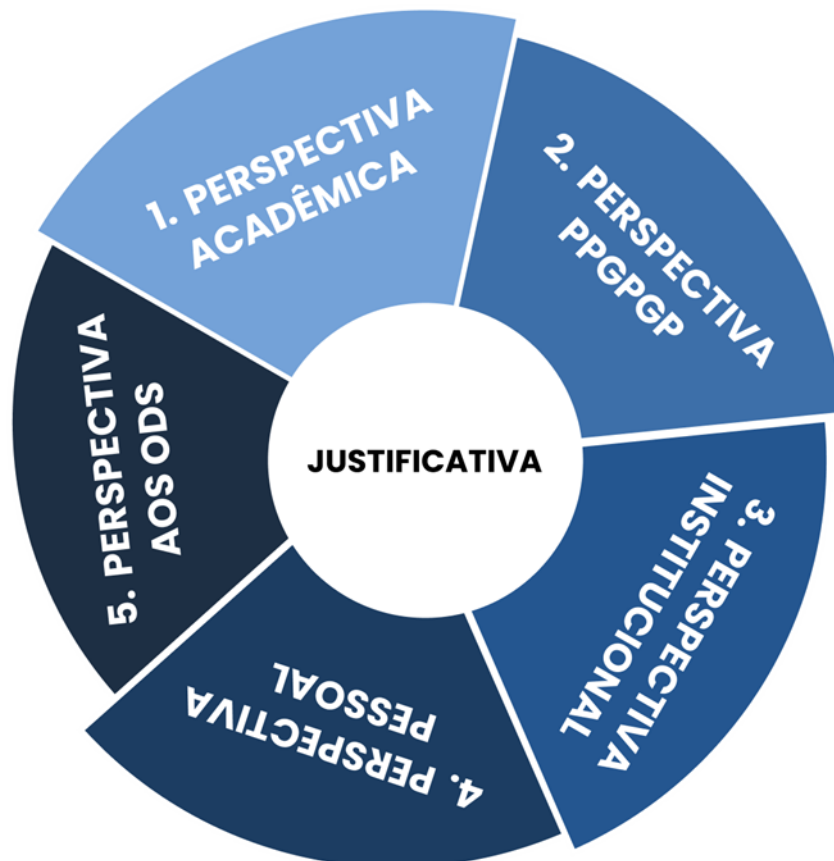 1. PERSPECTIVA
ACADÊMICA
2. PERSPECTIVA
PPGPGP
3. PERSPECTIVA
INSTITUCIONAL
4. PERSPECTIVA
PESSOAL
5. PERSPECTIVA
AOS ODS
JUSTIFICATIVA